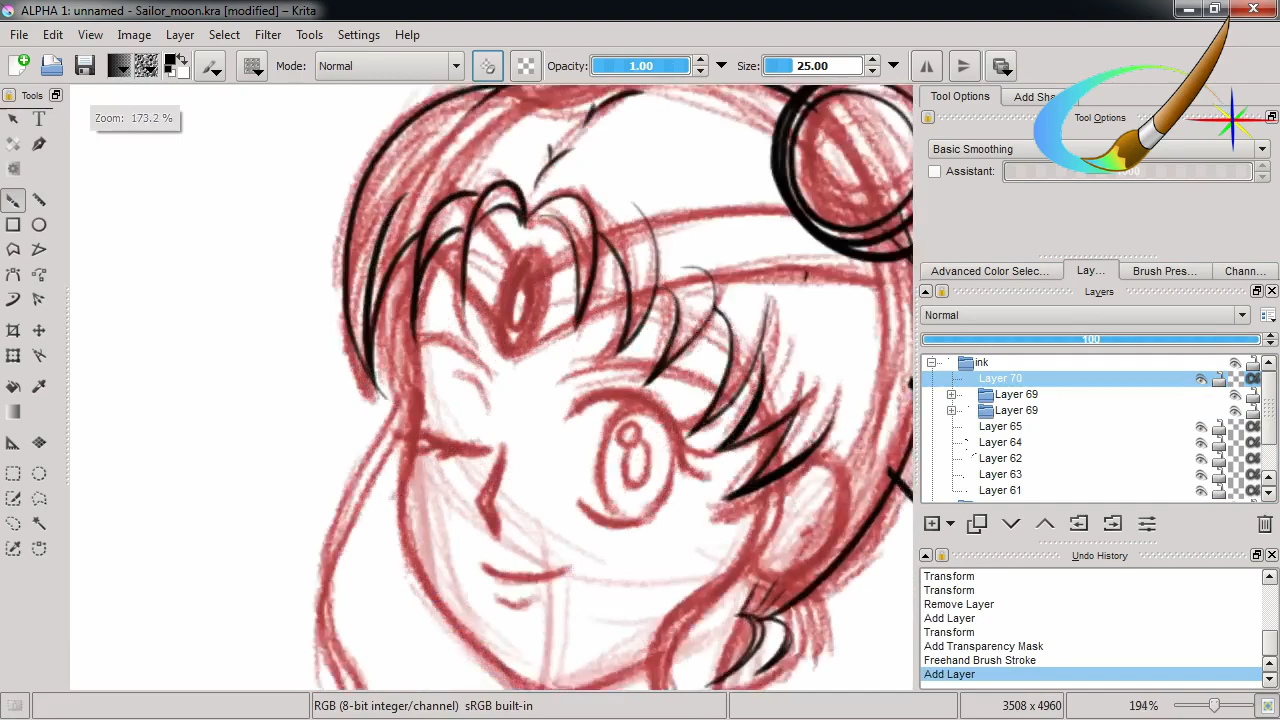 ALPHA 1: unnamed - Sailor_moon.kra [modified] – Krita
File Edit View Image Layer Select Filter Tools Settings Help
Mode: Normal Opacity: 1.00 Size: 25.00
Tools
Zoom: 173.2 %
Tool Options
Tool Options
Basic Smoothing
Assistant:
Advanced Color Selec... Lay... Brush Pres... Chann...
Layers
Normal
100
ink
Layer 70
Layer 69
Layer 69
Layer 65
Layer 64
Layer 62
Layer 63
Layer 61
Undo History
Transform
Transform
Remove Layer
Add Layer
Transform
Add Transparency Mask
Freehand Brush Stroke
Add Layer
RGB (8-bit integer/channel) sRGB built-in 3508 x 4960 194%